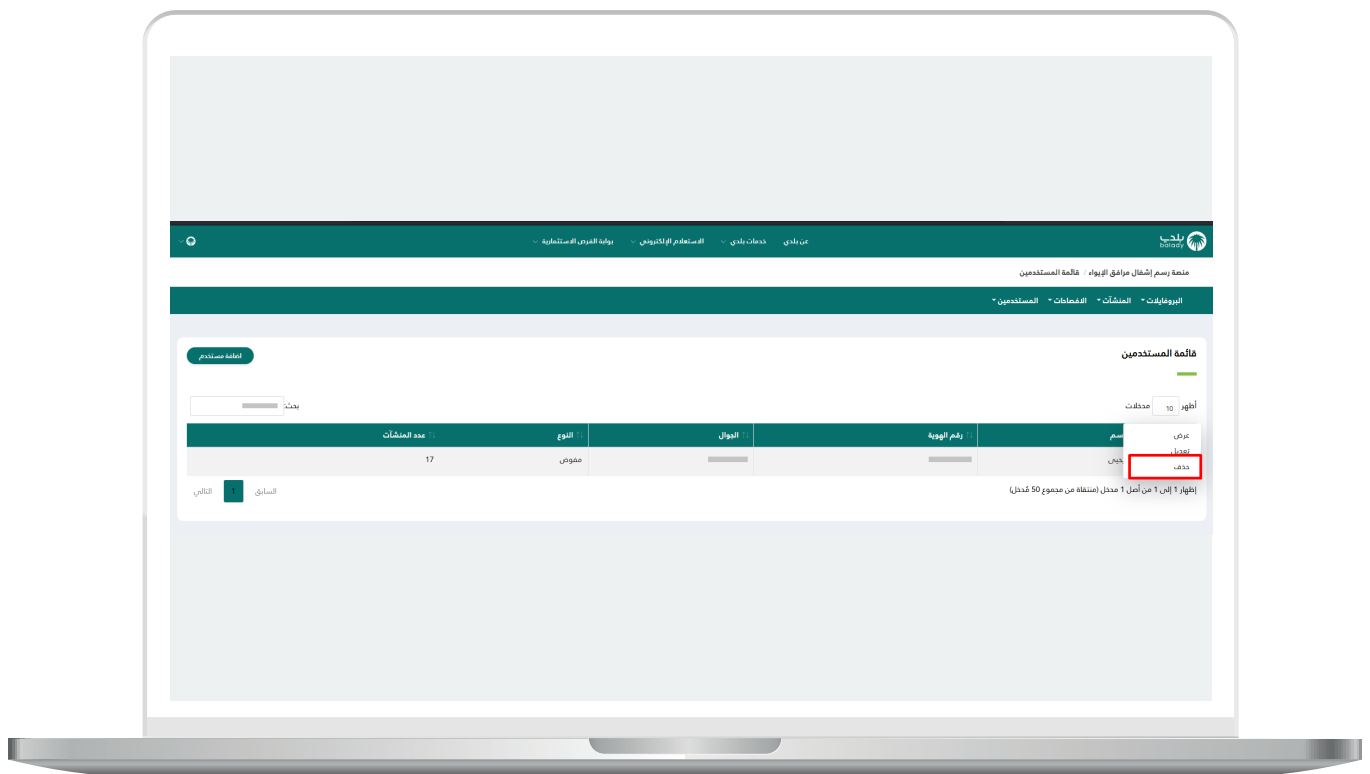 بلدي
balady
عن بلدي خدمات بلدي الاستعلام الإلكتروني بوابة الفرص الاستثمارية
منصة رسم إشغال مرافق الإيواء / قائمة المستخدمين
البروفايلات المنشآت الافصاحات المستخدمين
قائمة المستخدمين
اضافة مستخدم
أظهر 10 مدخلات
بحث:
سم رقم الهوية الجوال النوع عدد المنشآت
عرض
تعديل
حذف
يحيى مفوض 17
إظهار 1 إلى 1 من أصل 1 مدخل (منتقاة من مجموع 50 مُدخل)
السابق 1 التالي